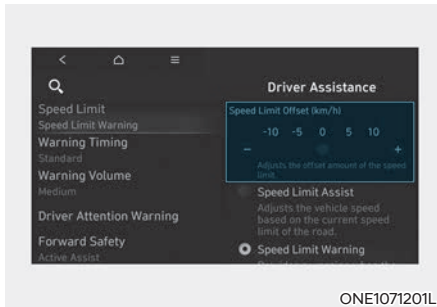 Driver Assistance
Speed Limit
Speed Limit Warning
Warning Timing
Standard
Warning Volume
Medium
Driver Attention Warning
Forward Safety
Active Assist
Speed Limit Offset (km/h)
-10 -5 0 5 10
− +
Adjusts the offset amount of the speed
limit.
Speed Limit Assist
Adjusts the vehicle speed
based on the current speed
limit of the road.
Speed Limit Warning
ONE1071201L